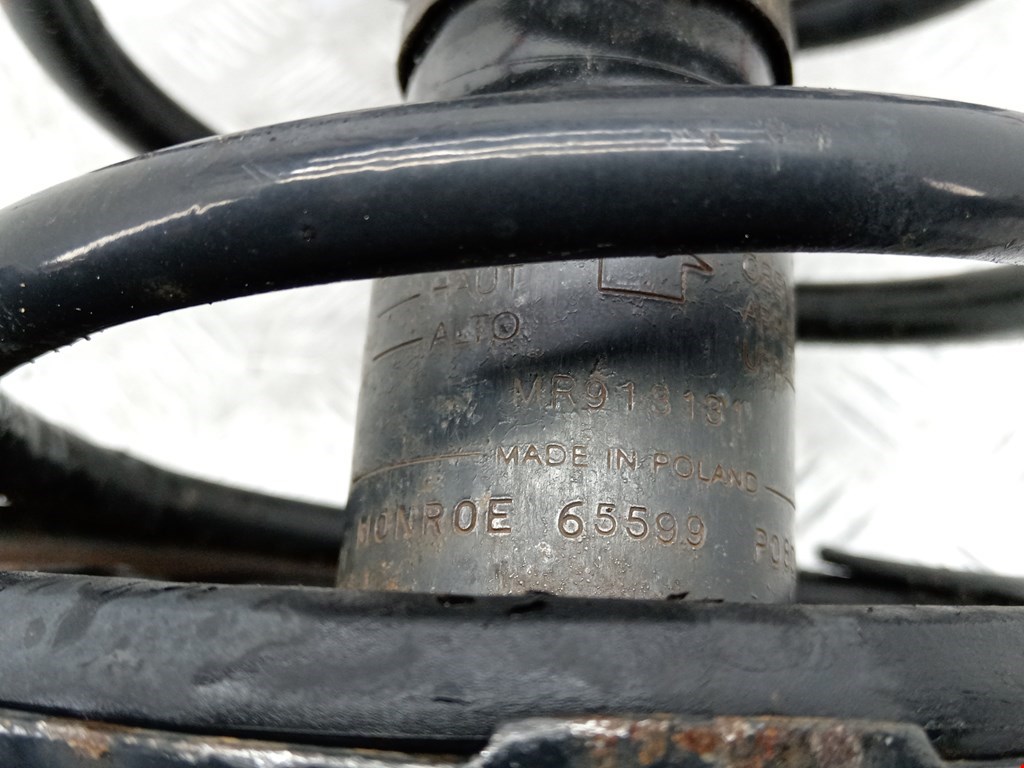 HAUT
ALTO
MR913131
MADE IN POLAND
MONROE 65599